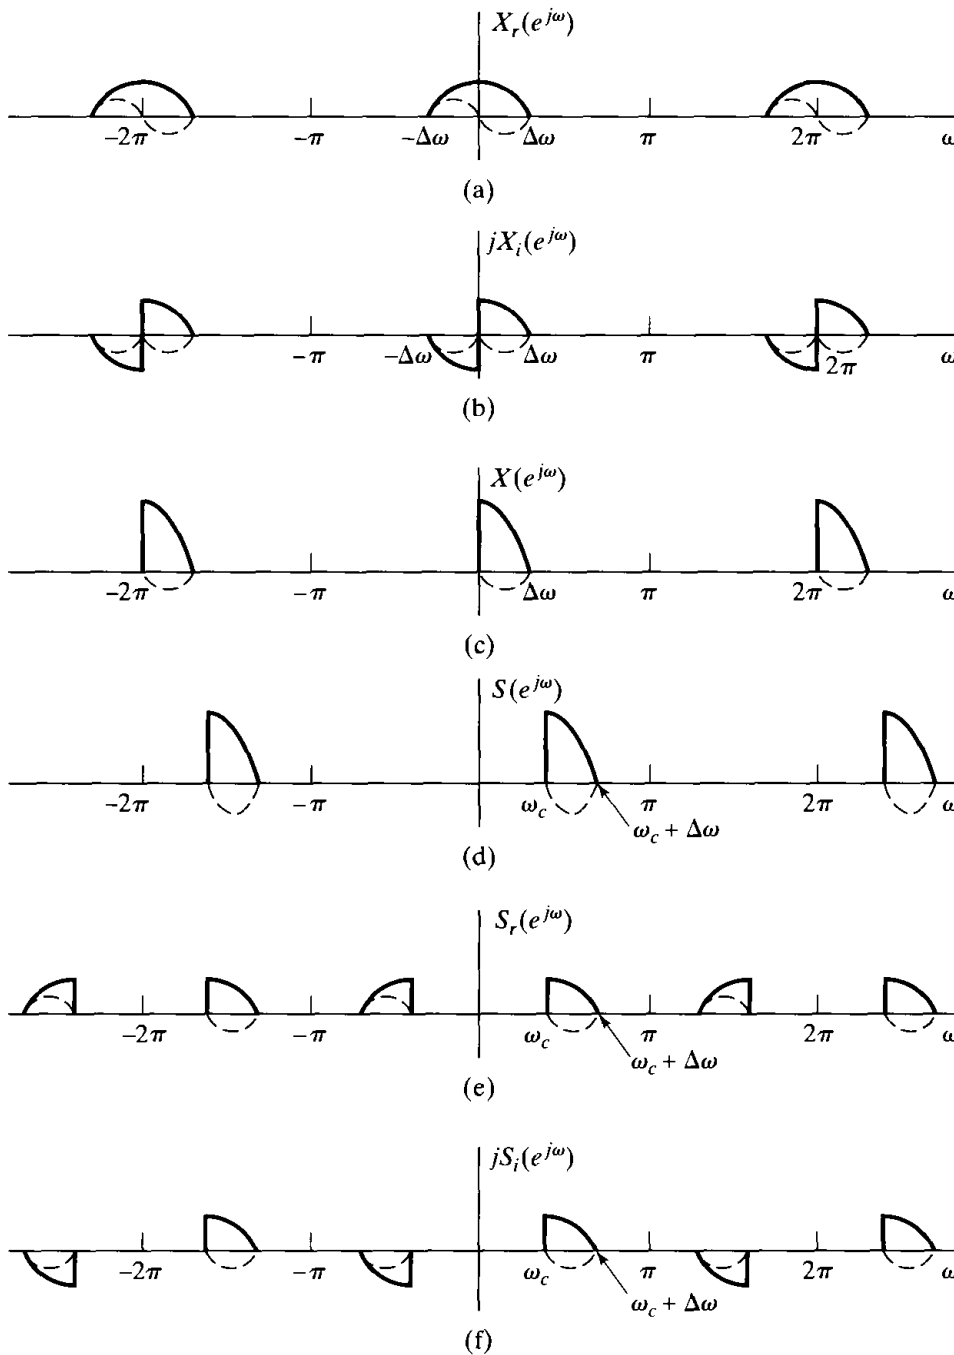 X_r(e^{jω})
−2π −π −Δω Δω π 2π ω
(a)
jX_i(e^{jω})
−π −Δω Δω π 2π ω
(b)
X(e^{jω})
−2π −π Δω π 2π ω
(c)
S(e^{jω})
−2π −π ω_c π 2π ω
ω_c + Δω
(d)
S_r(e^{jω})
−2π −π ω_c π 2π ω
ω_c + Δω
(e)
jS_i(e^{jω})
−2π −π ω_c π 2π ω
ω_c + Δω
(f)